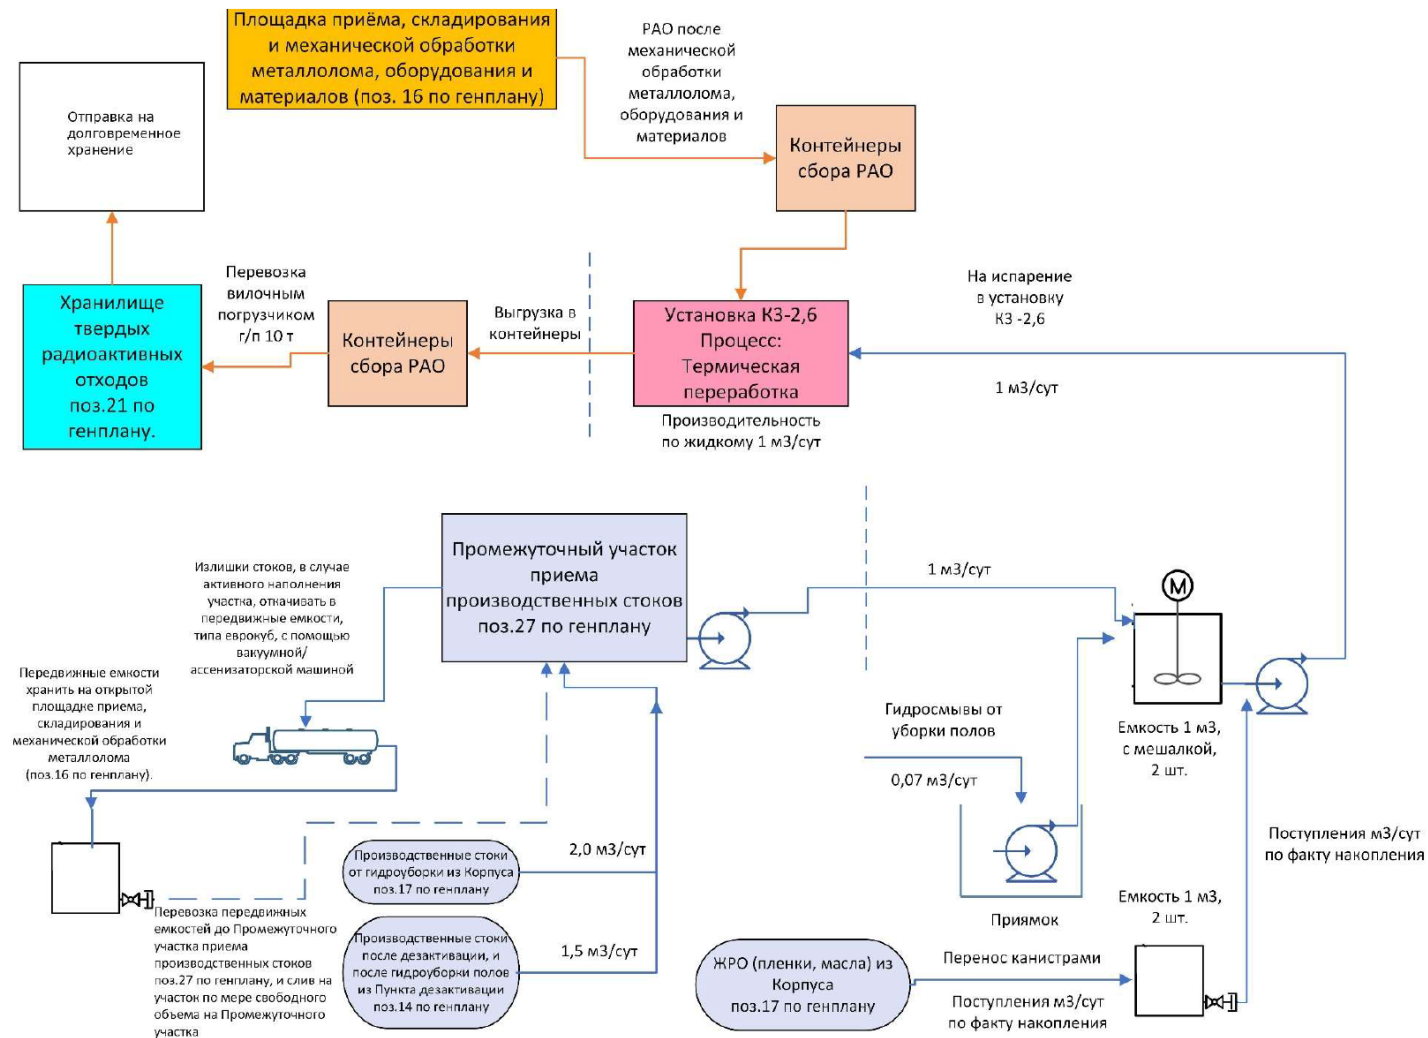 Площадка приёма, складирования
и механической обработки
металлолома, оборудования и
материалов (поз. 16 по генплану)
РАО после
механической
обработки
металлолома,
оборудования и
материалов
Контейнеры
сбора РАО
Отправка на
долговременное
хранение
Хранилище
твердых
радиоактивных
отходов
поз.21 по
генплану.
Перевозка
вилочным
погрузчиком
г/п 10 т
Контейнеры
сбора РАО
Выгрузка в
контейнеры
Установка КЗ-2,6
Процесс:
Термическая
переработка
Производительность
по жидкому 1 м3/сут
На испарение
в установку
КЗ -2,6
1 м3/сут
Промежуточный участок
приема
производственных стоков
поз.27 по генплану
1 м3/сут
М
Емкость 1 м3,
с мешалкой,
2 шт.
Излишки стоков, в случае
активного наполнения
участка, откачивать в
передвижные емкости,
типа еврокуб, с помощью
вакуумной/
ассенизаторской машиной
Передвижные емкости
хранить на открытой
площадке приема,
складирования и
механической обработки
металлолома
(поз.16 по генплану).
Гидросмывы от
уборки полов
0,07 м3/сут
Приямок
Производственные стоки
от гидроуборки из Корпуса
поз.17 по генплану
2,0 м3/сут
Производственные стоки
после дезактивации, и
после гидроуборки полов
из Пункта дезактивации
поз.14 по генплану
1,5 м3/сут
Перевозка передвижных
емкостей до Промежуточного
участка приема
производственных стоков
поз.27 по генплану, и слив на
участок по мере свободного
объема на Промежуточного
участка
ЖРО (пленки, масла) из
Корпуса
поз.17 по генплану
Перенос канистрами
Поступления м3/сут
по факту накопления
Емкость 1 м3,
2 шт.
Поступления м3/сут
по факту накопления